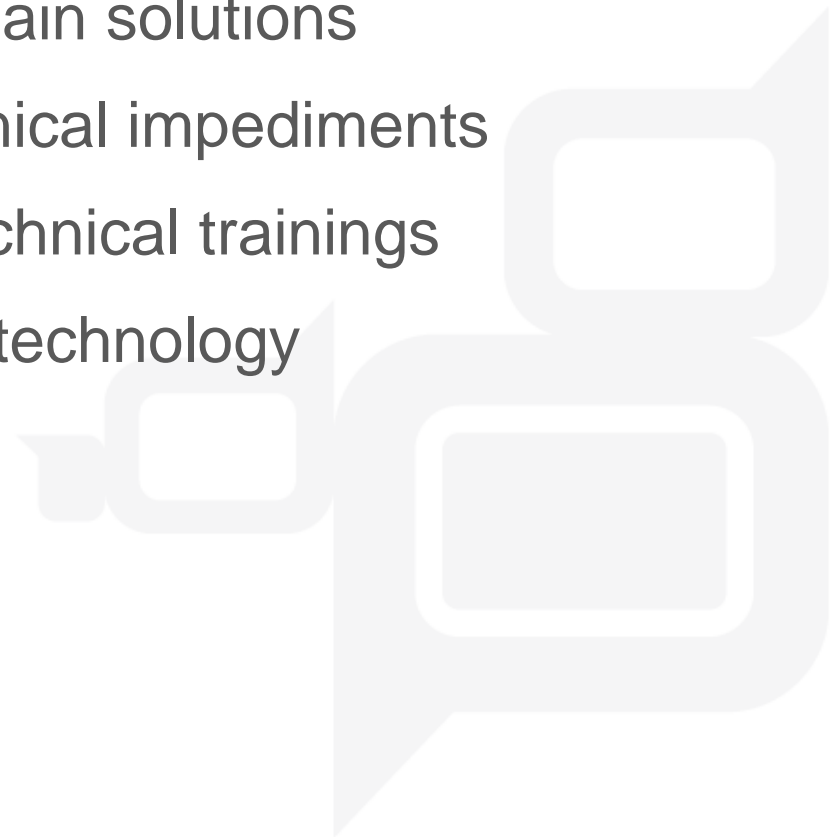 ain solutions
nical impediments
chnical trainings
technology